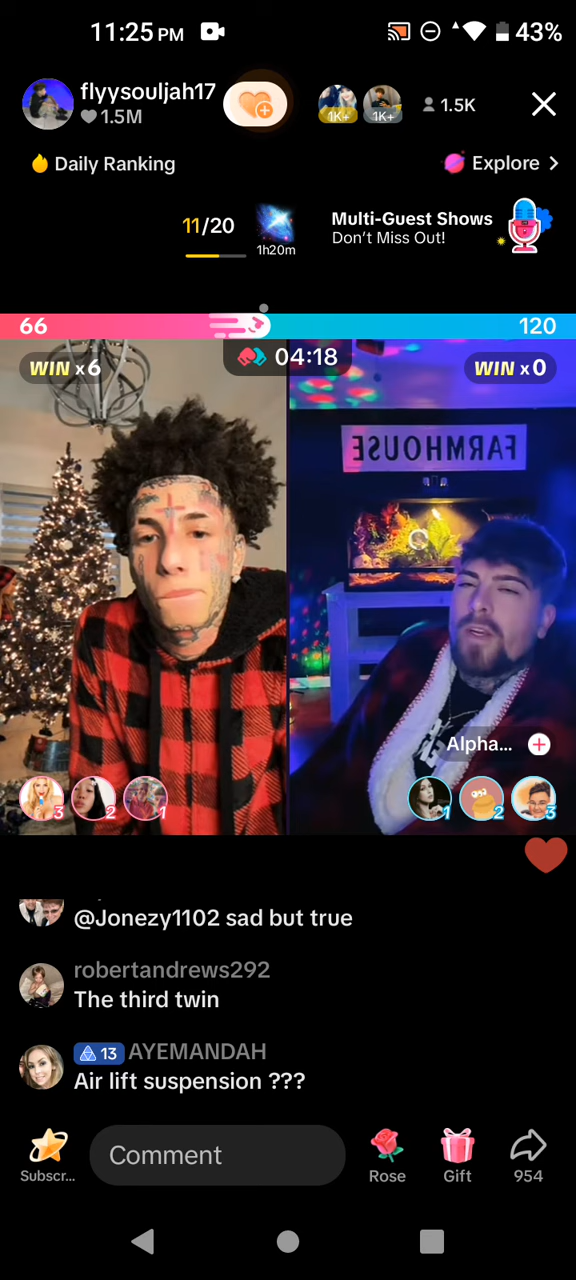 11:25 PM
43%
flyysouljah17
1.5M
1K+
1K+
1.5K
Daily Ranking
Explore >
11/20
1h20m
Multi-Guest Shows
Don't Miss Out!
66
120
WIN x6
04:18
WIN x0
FARMHOUSE
Alpha...
3
2
1
1
2
3
@Jonezy1102 sad but true
robertandrews292
The third twin
13 AYEMANDAH
Air lift suspension ???
Subscr...
Comment
Rose
Gift
954